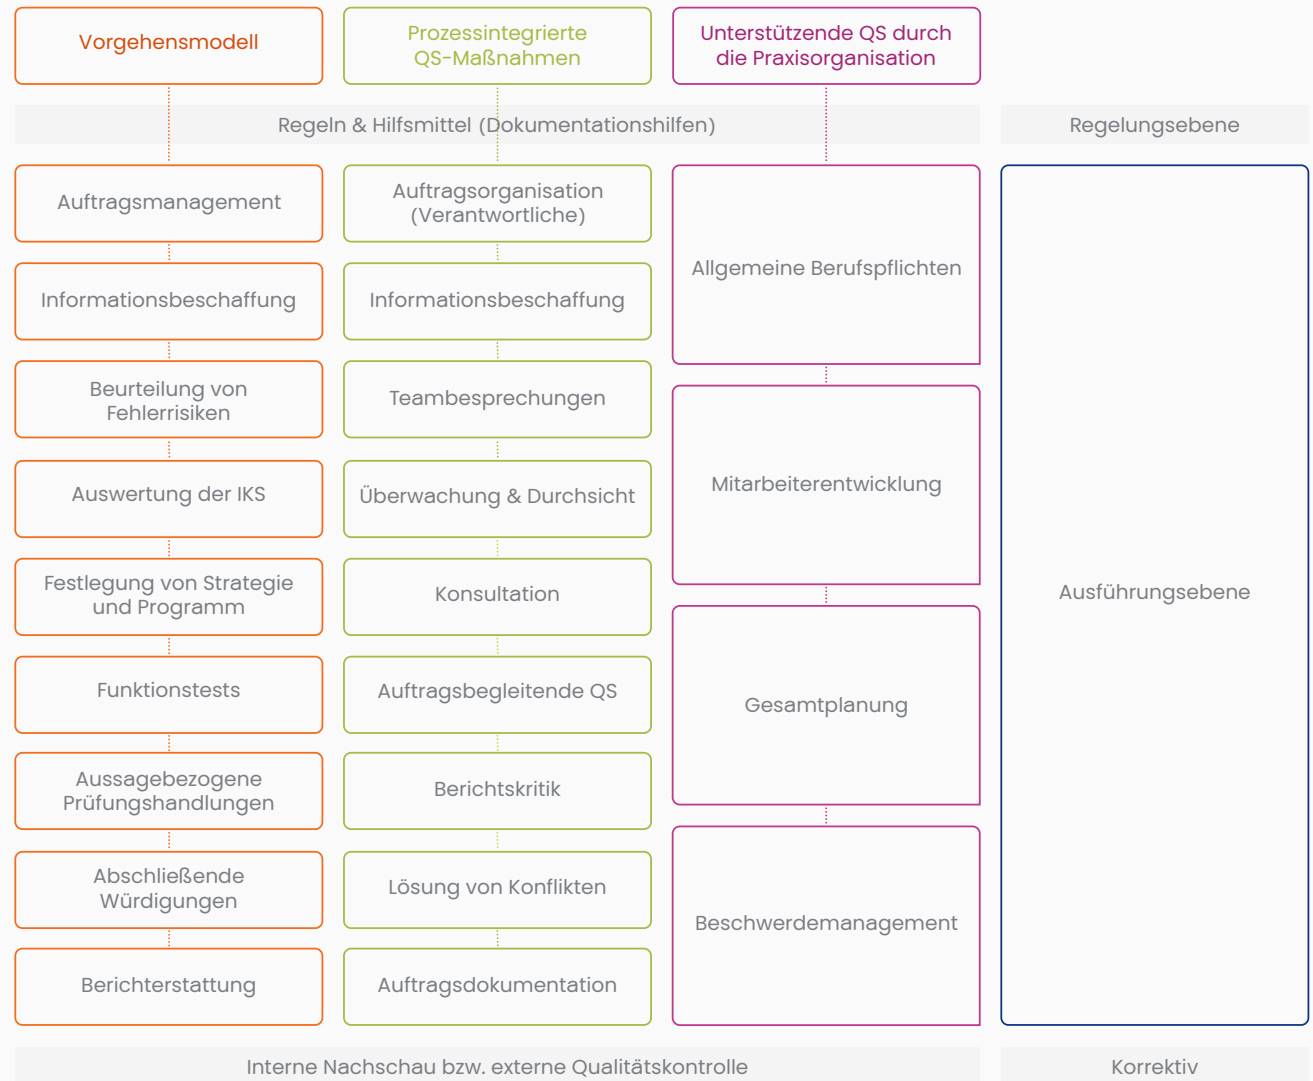 Vorgehensmodell
Prozessintegrierte
QS-Maßnahmen
Unterstützende QS durch
die Praxisorganisation
Regeln & Hilfsmittel (Dokumentationshilfen)
Regelungsebene
Auftragsmanagement
Informationsbeschaffung
Beurteilung von
Fehlerrisiken
Auswertung der IKS
Festlegung von Strategie
und Programm
Funktionstests
Aussagebezogene
Prüfungshandlungen
Abschließende
Würdigungen
Berichterstattung
Auftragsorganisation
(Verantwortliche)
Informationsbeschaffung
Teambesprechungen
Überwachung & Durchsicht
Konsultation
Auftragsbegleitende QS
Berichtskritik
Lösung von Konflikten
Auftragsdokumentation
Allgemeine Berufspflichten
Mitarbeiterentwicklung
Gesamtplanung
Beschwerdemanagement
Ausführungsebene
Interne Nachschau bzw. externe Qualitätskontrolle
Korrektiv